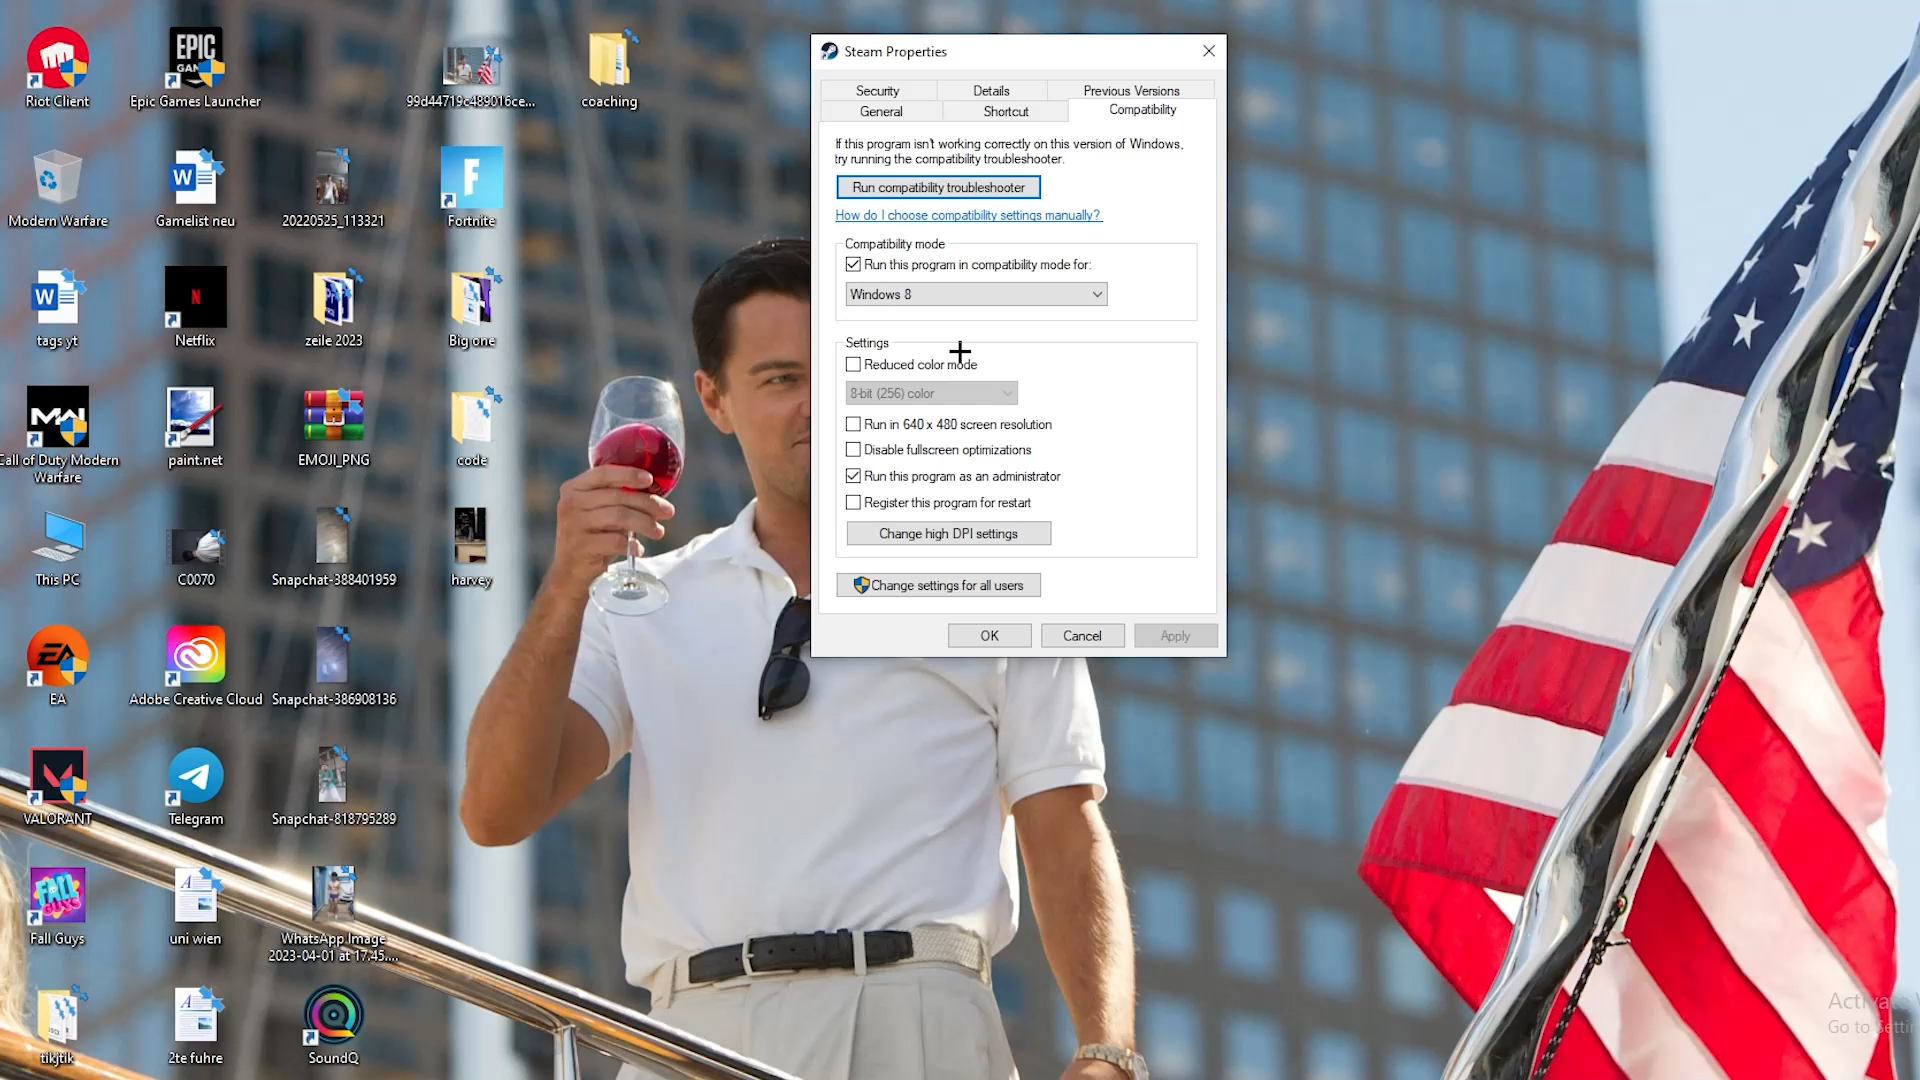 Riot Client
EPIC
GAMES
Epic Games Launcher
99d44719c489016ce...
coaching
Modern Warfare
Gamelist neu
20220525_113321
Fortnite
tags yt
Netflix
zeile 2023
Big one
Call of Duty Modern
Warfare
paint.net
EMOJI_PNG
code
This PC
C0070
Snapchat-388401959
harvey
EA
EA
Adobe Creative Cloud
Snapchat-386908136
VALORANT
Telegram
Snapchat-818795289
FALL
GUYS
Fall Guys
uni wien
WhatsApp Image
2023-04-01 at 17.45....
tikjtik
2te fuhre
SoundQ
Steam Properties
Security
Details
Previous Versions
General
Shortcut
Compatibility
If this program isn't working correctly on this version of Windows,
try running the compatibility troubleshooter.
Run compatibility troubleshooter
How do I choose compatibility settings manually?
Compatibility mode
Run this program in compatibility mode for:
Windows 8
Settings
Reduced color mode
8-bit (256) color
Run in 640 x 480 screen resolution
Disable fullscreen optimizations
Run this program as an administrator
Register this program for restart
Change high DPI settings
Change settings for all users
OK
Cancel
Apply
Activate
Go to